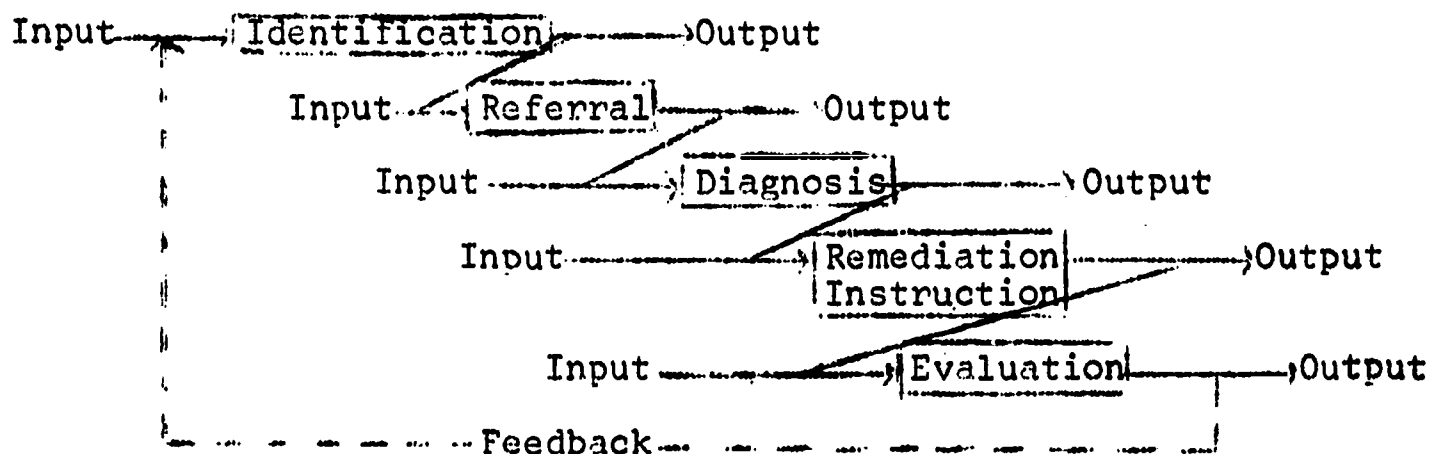 Input Identification Output
Input Referral Output
Input Diagnosis Output
Input Remediation Output
Instruction
Input Evaluation Output
Feedback